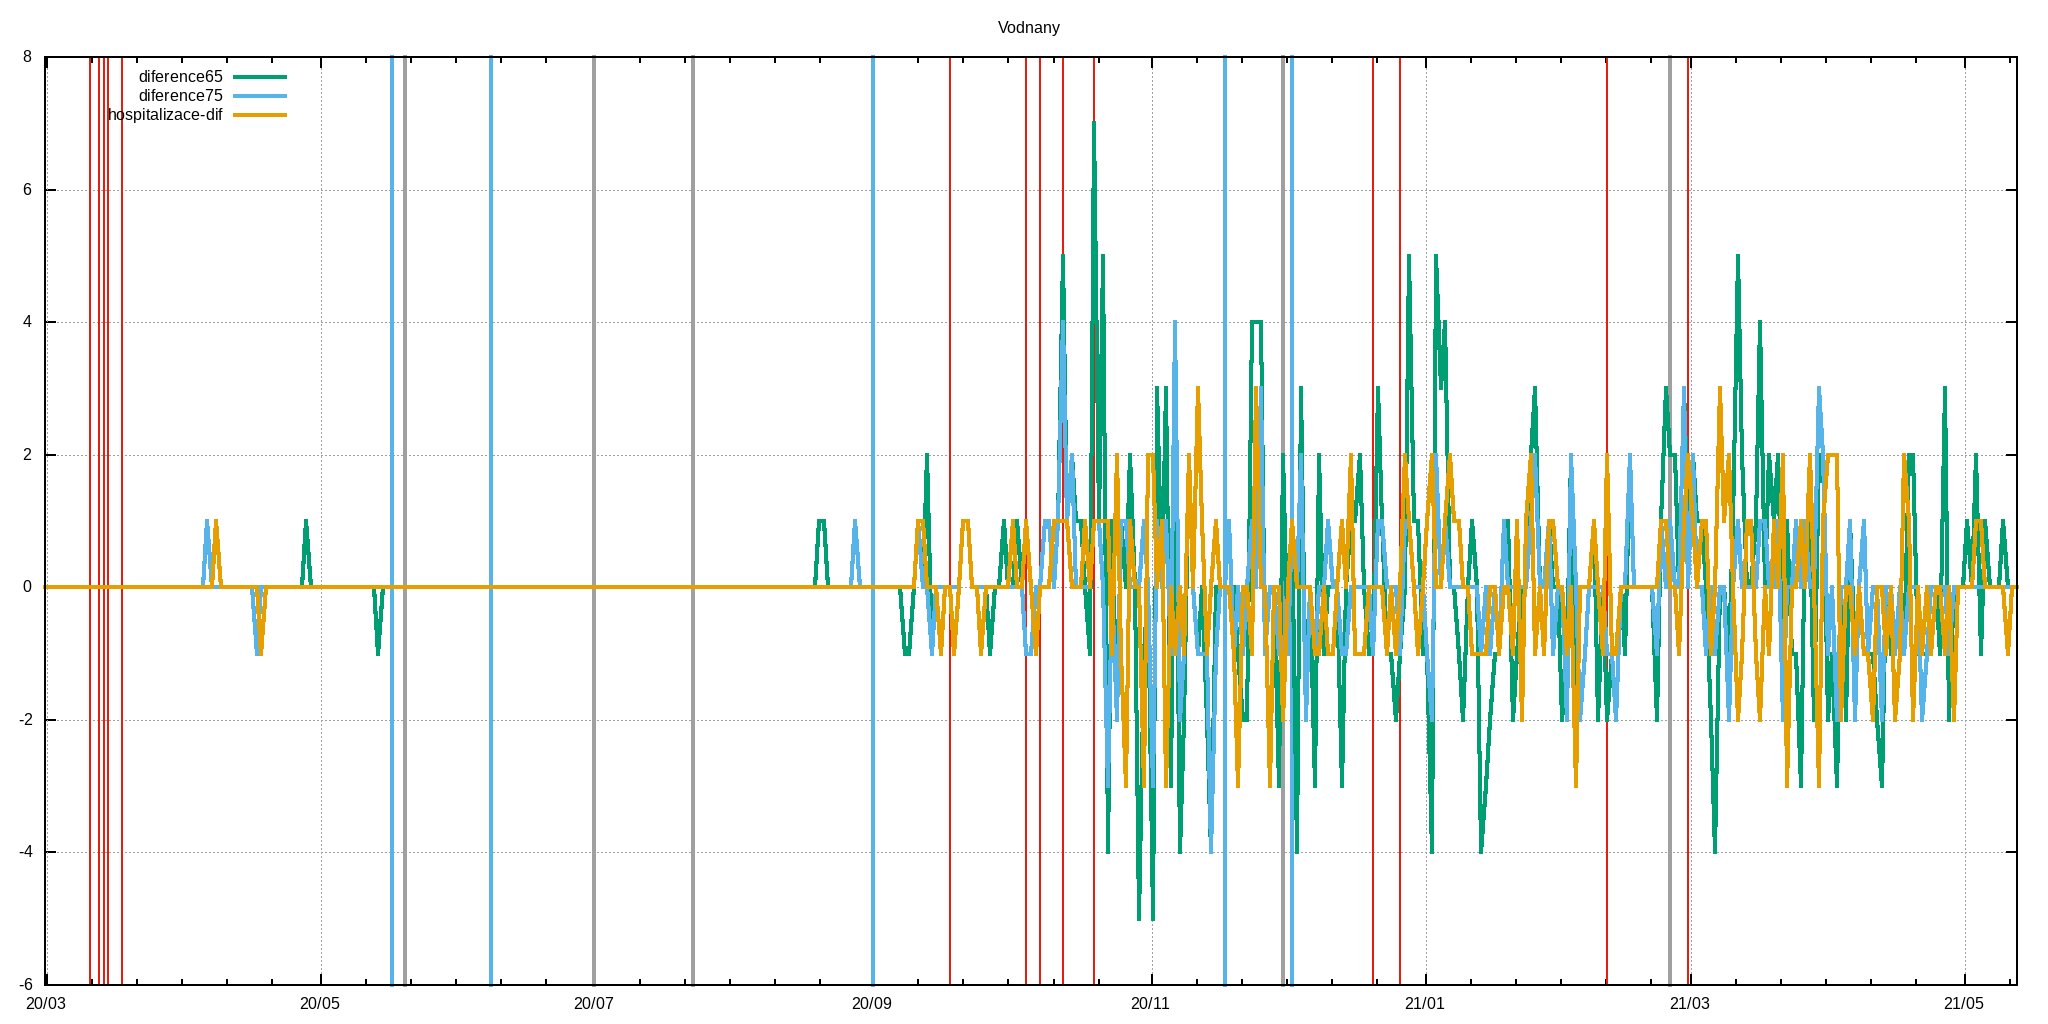 Vodnany
8
diference65
diference75
hospitalizace-dif
6
4
2
0
-2
-4
-6
20/03 20/05 20/07 20/09 20/11 21/01 21/03 21/05